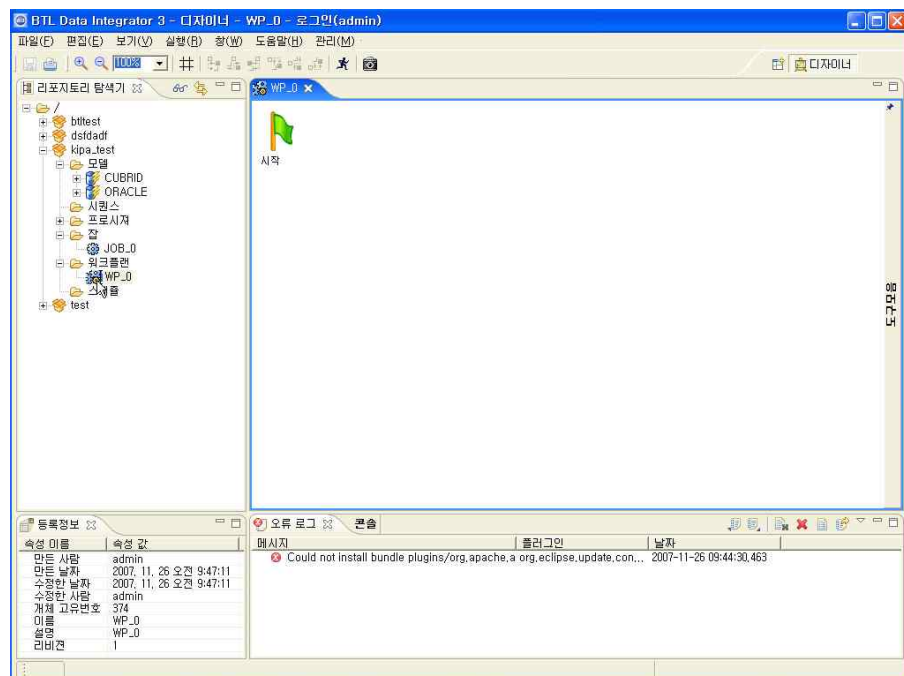 BTL Data Integrator 3 - 디자이너 - WP_0 - 로그인(admin)
파일(F) 편집(E) 보기(V) 실행(R) 창(W) 도움말(H) 관리(M)
100% 디자이너
리포지토리 탐색기
/
btltest
dsfdadf
kipa_test
모델
CUBRID
ORACLE
시퀀스
프로시져
잡
JOB_0
워크플랜
WP_0
스케쥴
test
WP_0
시작
등록정보
속성 이름 속성 값
만든 사람 admin
만든 날짜 2007. 11. 26 오전 9:47:11
수정한 날짜 2007. 11. 26 오전 9:47:11
수정한 사람 admin
개체 고유번호 374
이름 WP_0
설명 WP_0
리비젼 1
오류 로그 콘솔
메시지 플러그인 날짜
Could not install bundle plugins/org.apache.a org.eclipse.update.con... 2007-11-26 09:44:30.463